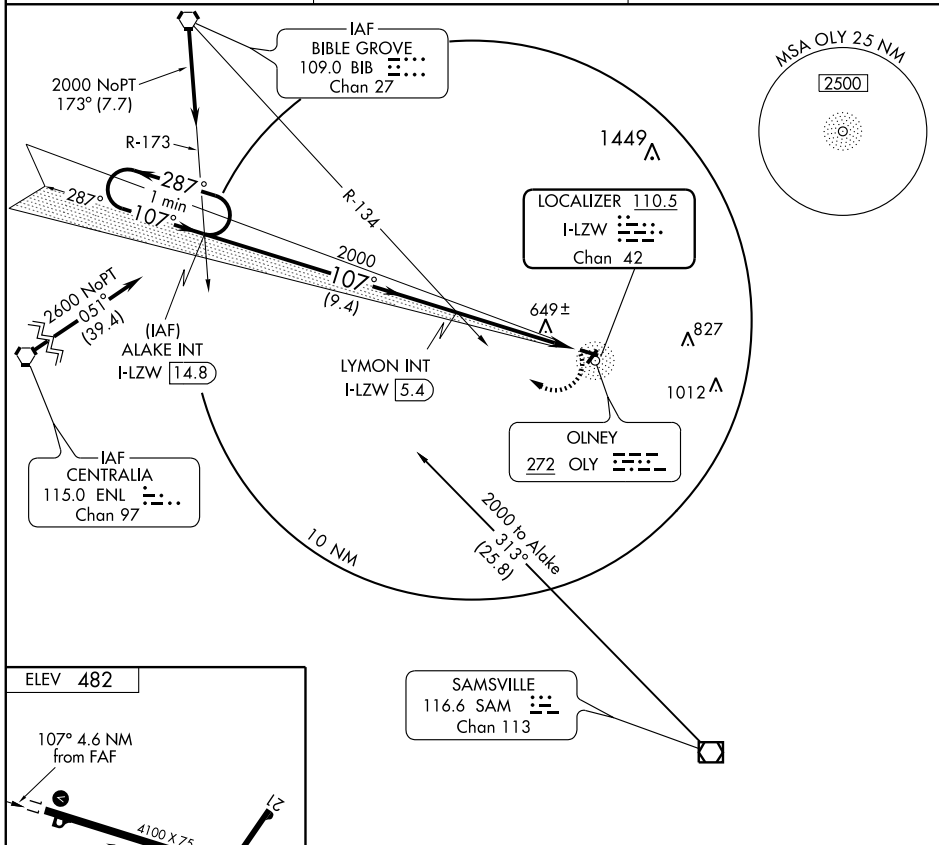 IAF
BIBLE GROVE
109.0 BIB
Chan 27
MSA OLY 25 NM
2500
2000 NoPT
173° (7.7)
R-173
1449
287°
1 min
287°
107°
R-134
LOCALIZER 110.5
I-LZW
Chan 42
2000
107°
(9.4)
2600 NoPT
051°
(39.4)
(IAF)
ALAKE INT
I-LZW 14.8
649±
827
LYMON INT
I-LZW 5.4
1012
OLNEY
272 OLY
IAF
CENTRALIA
115.0 ENL
Chan 97
2000 to Alake
313°
(25.8)
10 NM
ELEV 482
SAMSVILLE
116.6 SAM
Chan 113
107° 4.6 NM
from FAF
V
21
4100 X 75